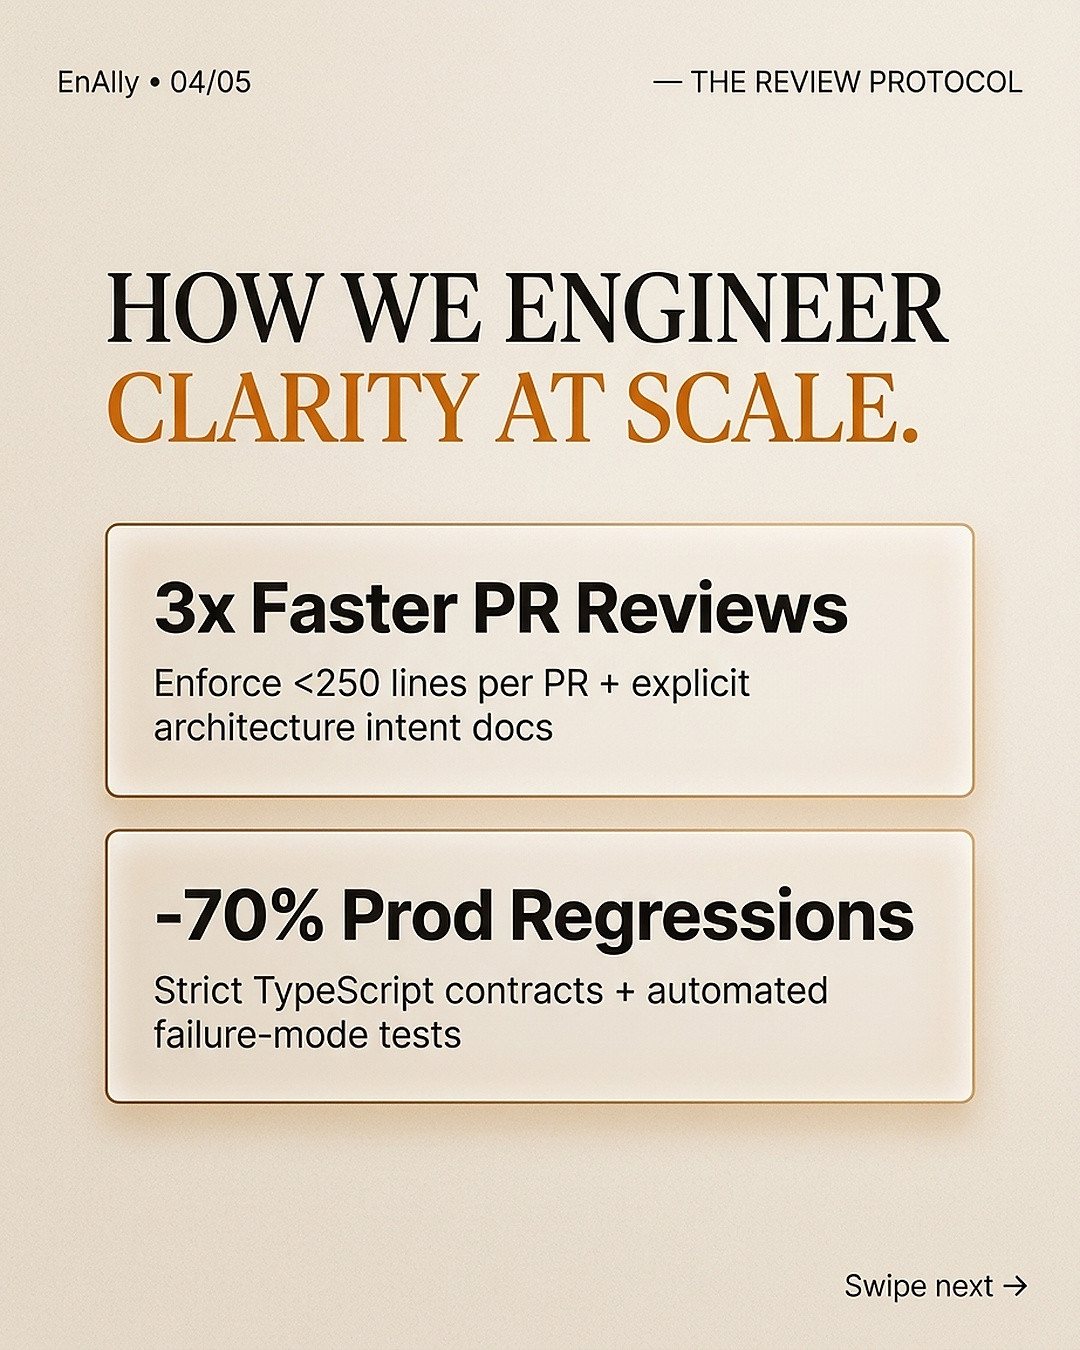 EnAlly • 04/05
— THE REVIEW PROTOCOL
HOW WE ENGINEER
CLARITY AT SCALE.
3x Faster PR Reviews
Enforce <250 lines per PR + explicit
architecture intent docs
-70% Prod Regressions
Strict TypeScript contracts + automated
failure-mode tests
Swipe next →